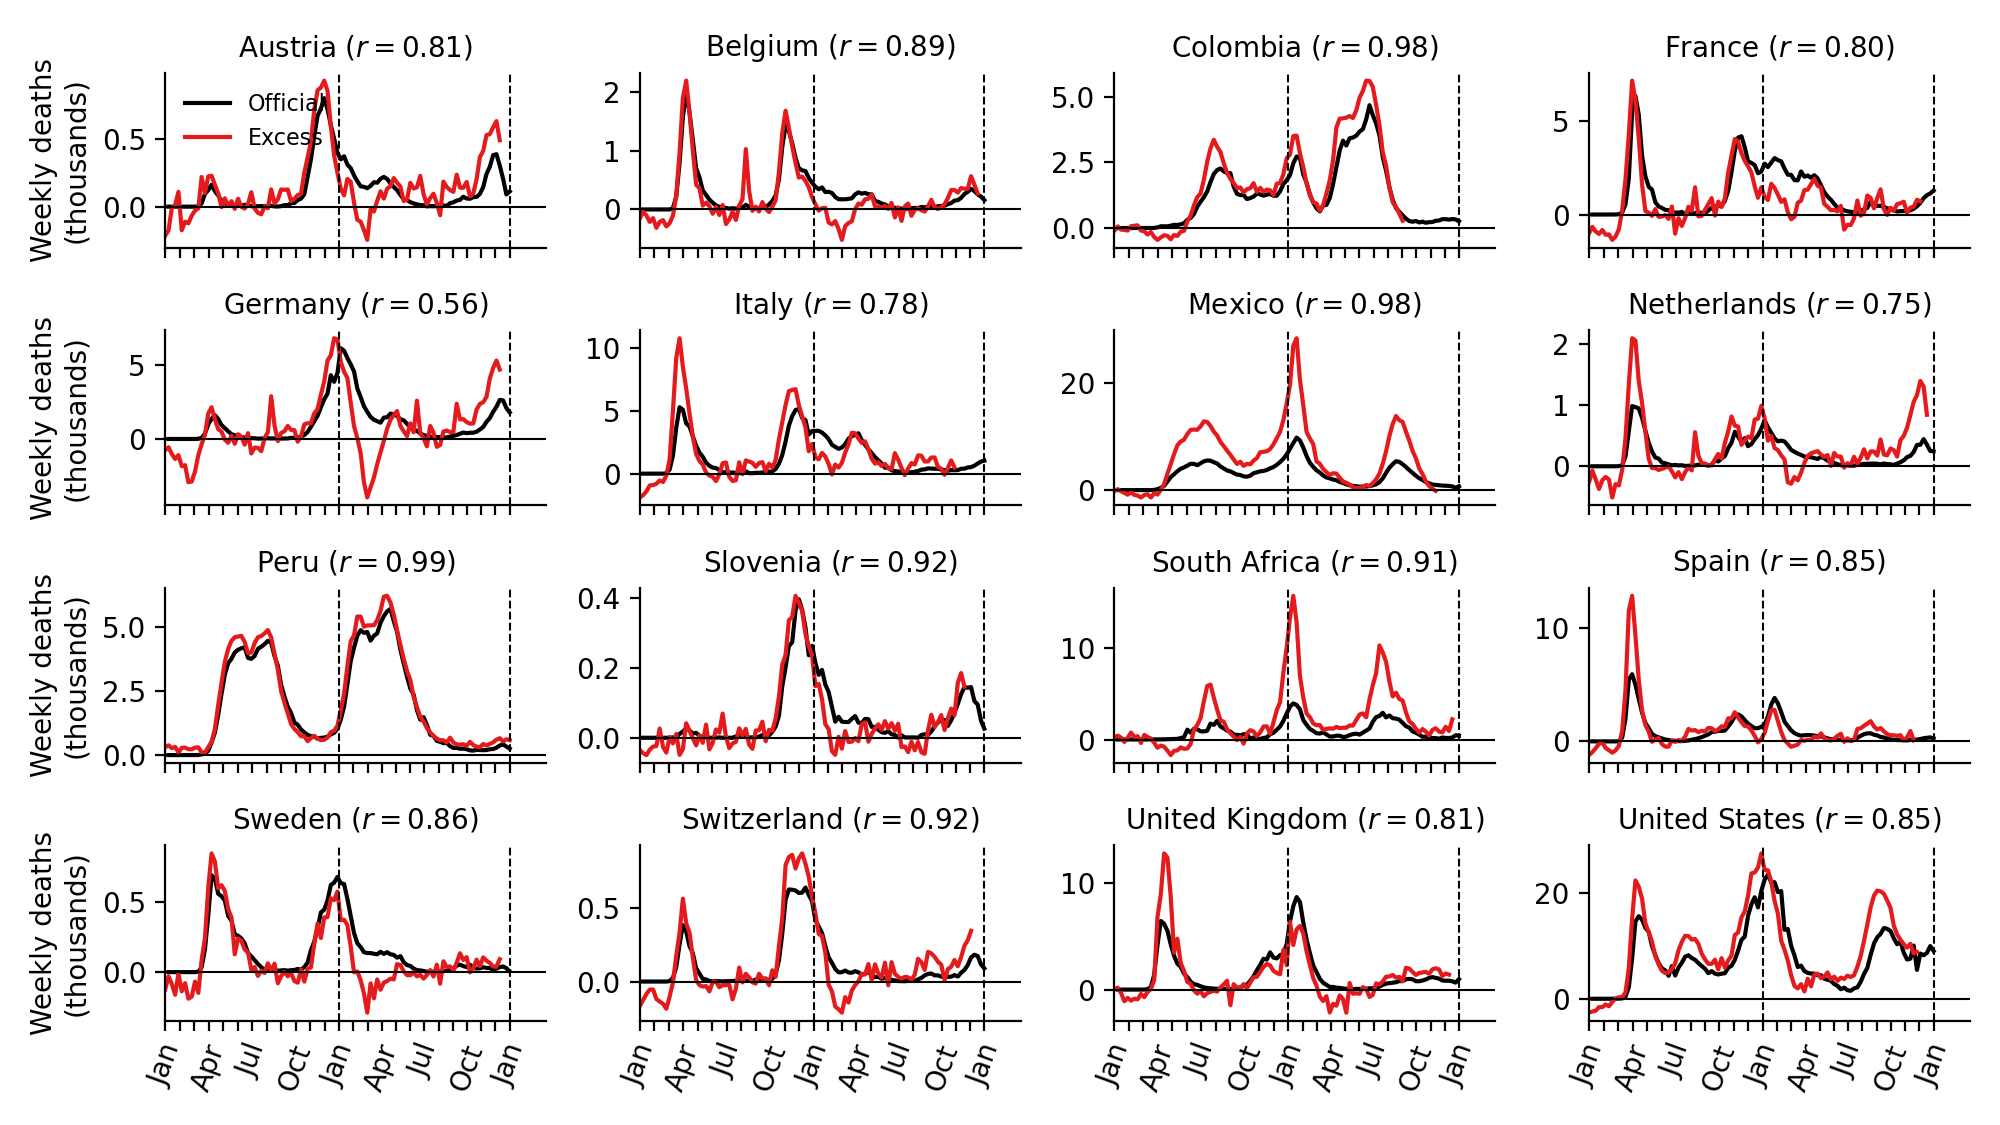 Austria (r = 0.81)
Belgium (r = 0.89)
Colombia (r = 0.98)
France (r = 0.80)
Weekly deaths
(thousands)
0.5
0.0
Official
Excess
2
1
0
5.0
2.5
0.0
5
0
Germany (r = 0.56)
Italy (r = 0.78)
Mexico (r = 0.98)
Netherlands (r = 0.75)
Weekly deaths
(thousands)
5
0
10
5
0
20
0
2
1
0
Peru (r = 0.99)
Slovenia (r = 0.92)
South Africa (r = 0.91)
Spain (r = 0.85)
Weekly deaths
(thousands)
5.0
2.5
0.0
0.4
0.2
0.0
10
0
10
0
Sweden (r = 0.86)
Switzerland (r = 0.92)
United Kingdom (r = 0.81)
United States (r = 0.85)
Weekly deaths
(thousands)
0.5
0.0
0.5
0.0
10
0
20
0
Jan Apr Jul Oct Jan Apr Jul Oct Jan
Jan Apr Jul Oct Jan Apr Jul Oct Jan
Jan Apr Jul Oct Jan Apr Jul Oct Jan
Jan Apr Jul Oct Jan Apr Jul Oct Jan